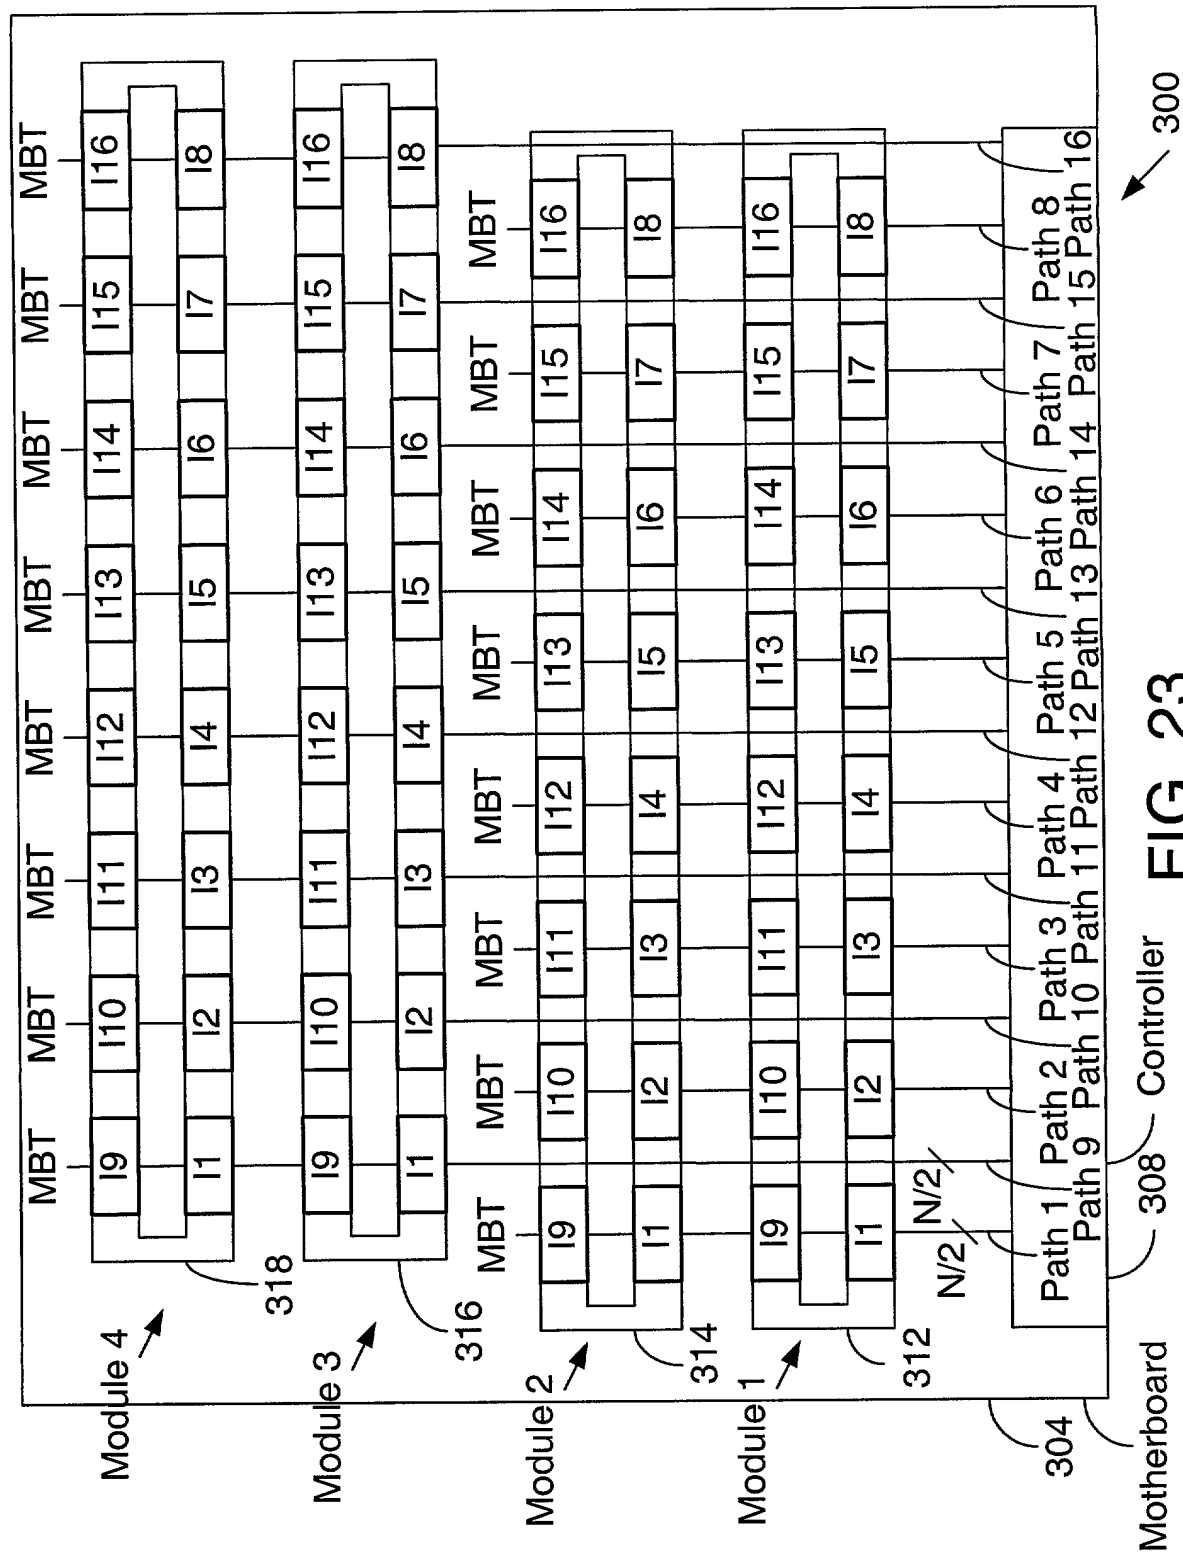 MBT MBT MBT MBT MBT MBT MBT MBT
I9 I10 I11 I12 I13 I14 I15 I16
Module 4
I1 I2 I3 I4 I5 I6 I7 I8
318
I9 I10 I11 I12 I13 I14 I15 I16
Module 3
I1 I2 I3 I4 I5 I6 I7 I8
316
MBT MBT MBT MBT MBT MBT MBT MBT
I9 I10 I11 I12 I13 I14 I15 I16
Module 2
I1 I2 I3 I4 I5 I6 I7 I8
314
I9 I10 I11 I12 I13 I14 I15 I16
Module 1
I1 I2 I3 I4 I5 I6 I7 I8
312
N/2
N/2
Path 1 Path 2 Path 3 Path 4 Path 5 Path 6 Path 7 Path 8
Path 9 Path 10 Path 11 Path 12 Path 13 Path 14 Path 15 Path 16
304
Motherboard
308
Controller
300
FIG. 23